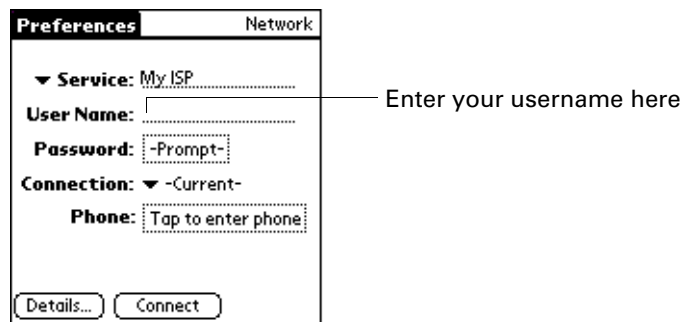 Preferences Network
▼ Service: My ISP
User Name:
Enter your username here
Password: -Prompt-
Connection: ▼ -Current-
Phone: Tap to enter phone
Details... Connect